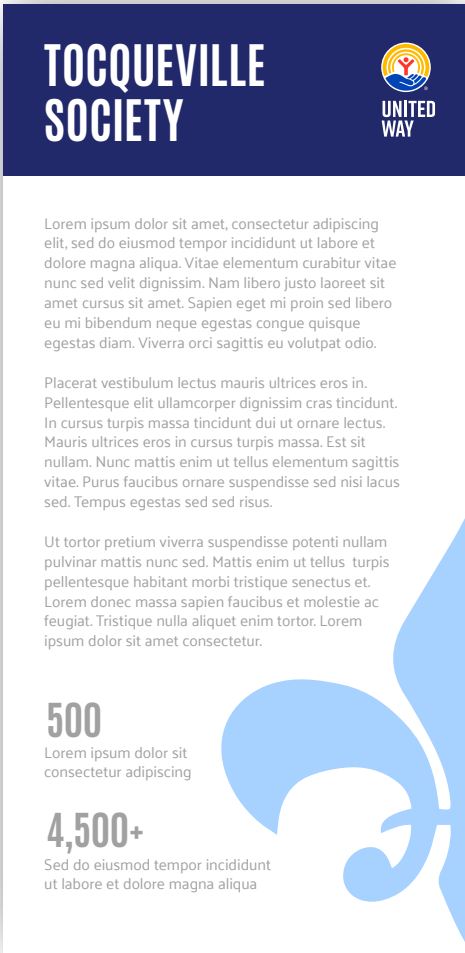 TOCQUEVILLE
SOCIETY
UNITED
WAY
Lorem ipsum dolor sit amet, consectetur adipiscing
elit, sed do eiusmod tempor incididunt ut labore et
dolore magna aliqua. Vitae elementum curabitur vitae
nunc sed velit dignissim. Nam libero justo laoreet sit
amet cursus sit amet. Sapien eget mi proin sed libero
eu mi bibendum neque egestas congue quisque
egestas diam. Viverra orci sagittis eu volutpat odio.
Placerat vestibulum lectus mauris ultrices eros in.
Pellentesque elit ullamcorper dignissim cras tincidunt.
In cursus turpis massa tincidunt dui ut ornare lectus.
Mauris ultrices eros in cursus turpis massa. Est sit
nullam. Nunc mattis enim ut tellus elementum sagittis
vitae. Purus faucibus ornare suspendisse sed nisi lacus
sed. Tempus egestas sed sed risus.
Ut tortor pretium viverra suspendisse potenti nullam
pulvinar mattis nunc sed. Mattis enim ut tellus  turpis
pellentesque habitant morbi tristique senectus et.
Lorem donec massa sapien faucibus et molestie ac
feugiat. Tristique nulla aliquet enim tortor. Lorem
ipsum dolor sit amet consectetur.
500
Lorem ipsum dolor sit
consectetur adipiscing
4,500+
Sed do eiusmod tempor incididunt
ut labore et dolore magna aliqua